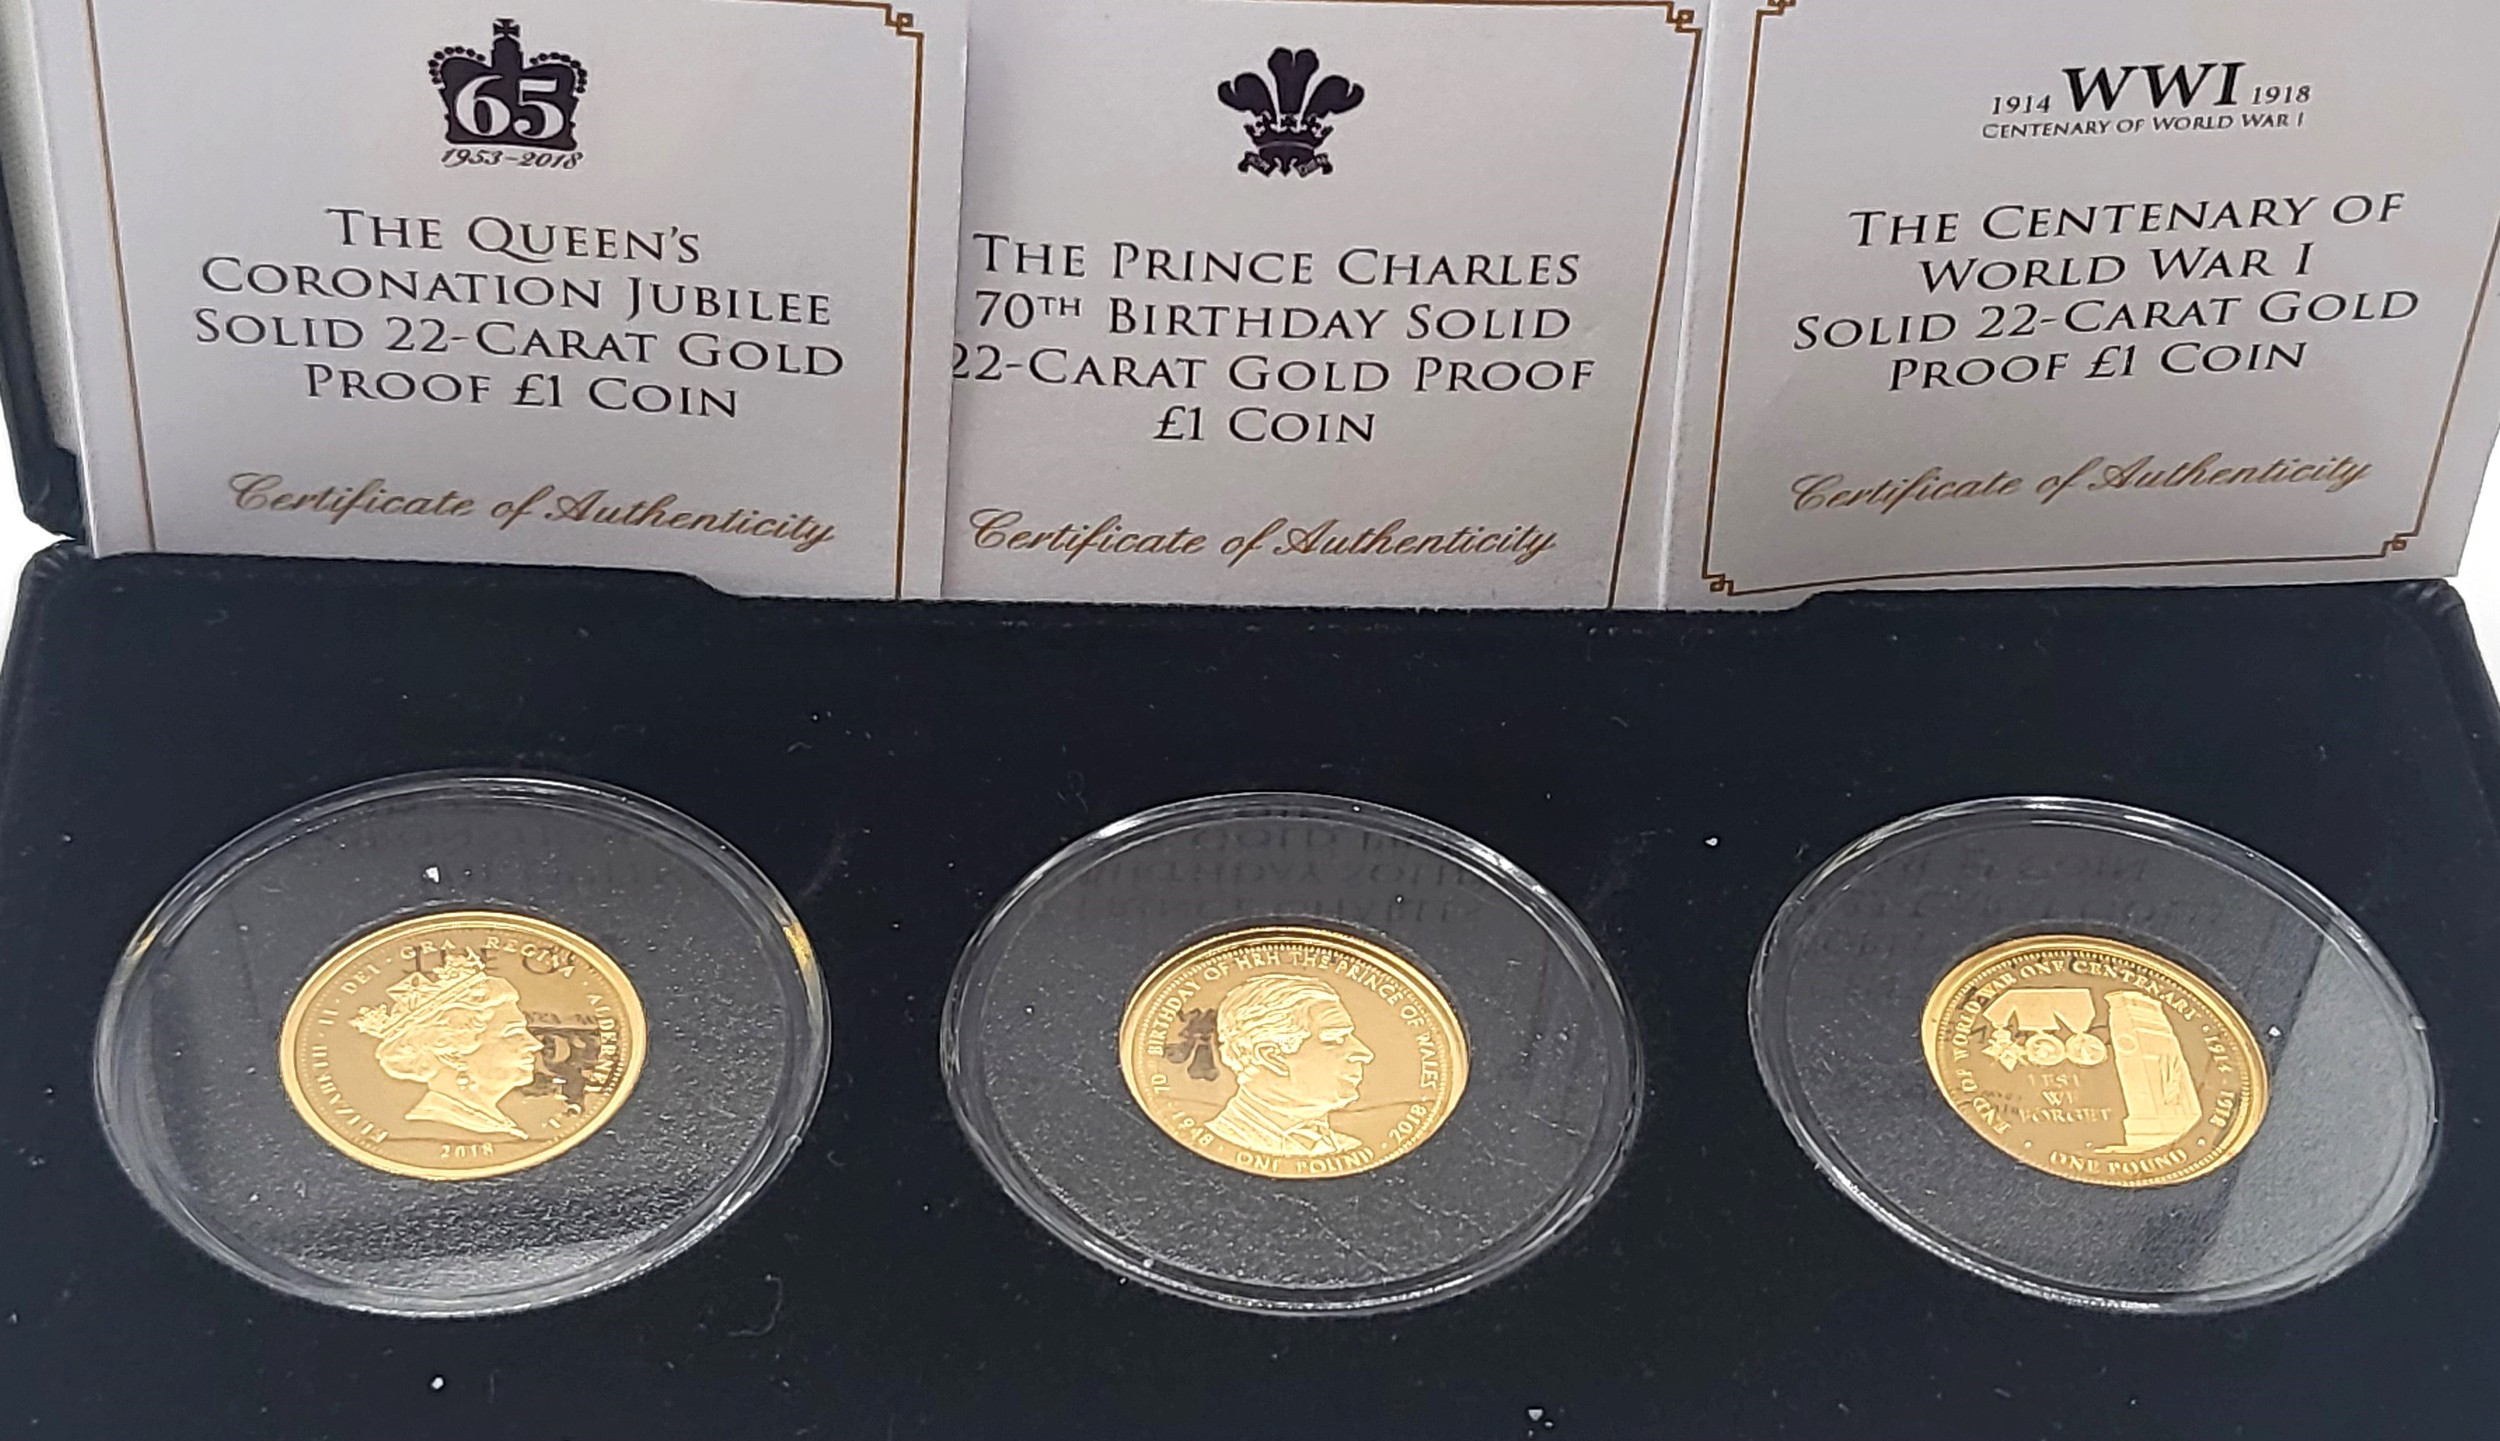 65
1953-2018
THE QUEEN'S
CORONATION JUBILEE
SOLID 22-CARAT GOLD
PROOF £1 COIN
Certificate of Authenticity
THE PRINCE CHARLES
70TH BIRTHDAY SOLID
22-CARAT GOLD PROOF
£1 COIN
Certificate of Authenticity
1914 WWI 1918
CENTENARY OF WORLD WAR I
THE CENTENARY OF
WORLD WAR I
SOLID 22-CARAT GOLD
PROOF £1 COIN
Certificate of Authenticity
ELIZABETH · II · DEI · GRA REGINA · ALDERNEY
2018
70 BIRTHDAY OF HRH THE PRINCE OF WALES
· 1948 · ONE POUND · 2018 ·
END OF WORLD WAR ONE CENTENARY · 1914 - 1918
LEST
WE
FORGET
· ONE POUND ·